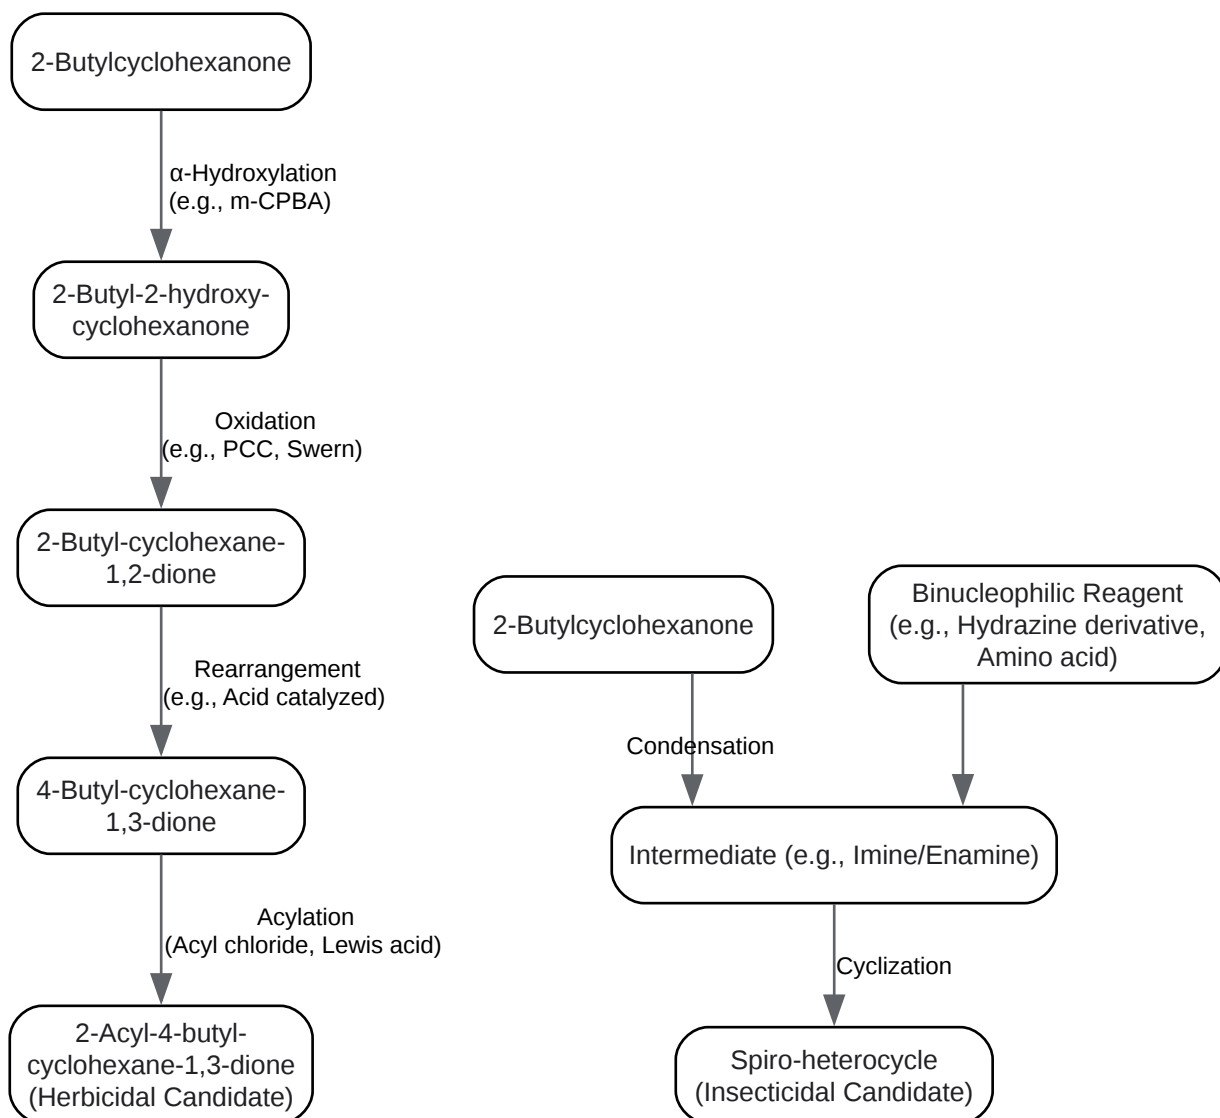 2-Butylcyclohexanone
α-Hydroxylation
(e.g., m-CPBA)
2-Butyl-2-hydroxy-
cyclohexanone
Oxidation
(e.g., PCC, Swern)
2-Butyl-cyclohexane-
1,2-dione
Rearrangement
(e.g., Acid catalyzed)
4-Butyl-cyclohexane-
1,3-dione
Acylation
(Acyl chloride, Lewis acid)
2-Acyl-4-butyl-
cyclohexane-1,3-dione
(Herbicidal Candidate)
2-Butylcyclohexanone
Binucleophilic Reagent
(e.g., Hydrazine derivative,
Amino acid)
Condensation
Intermediate (e.g., Imine/Enamine)
Cyclization
Spiro-heterocycle
(Insecticidal Candidate)